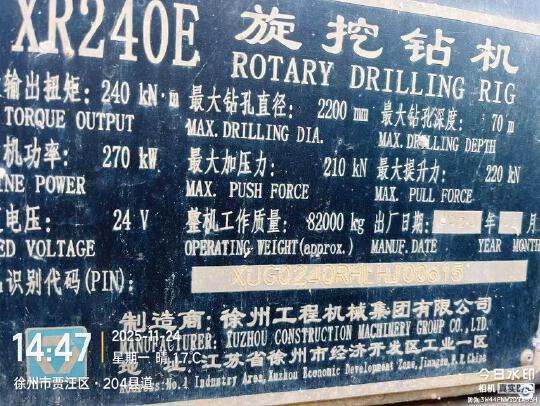 XR240E 旋挖钻机
ROTARY DRILLING RIG
输出扭矩: 240 kN·m 最大钻孔直径: 2200 mm 最大钻孔深度: 70 m
TORQUE OUTPUT MAX. DRILLING DIA. MAX. DRILLING DEPTH
机功率: 270 kW 最大加压力: 210 kN 最大提升力: 220 kN
POWER MAX. PUSH FORCE MAX. PULL FORCE
电压: 24 V 整机工作质量: 82000 kg 出厂日期: 年 月
VOLTAGE OPERATING WEIGHT(approx.) MANUF. DATE YEAR MONTH
识别代码(PIN):
制造商: 徐州工程机械集团有限公司
XUZHOU CONSTRUCTION MACHINERY GROUP CO., LTD.
址: 江苏省徐州市经济开发区工业一区
No.1 Industry Area, Xuzhou Economic Development Zone, Jiangsu, P.R.China
14:47
2025-11-24
星期一 晴 17℃
徐州市贾汪区·204县道
今日水印
相机